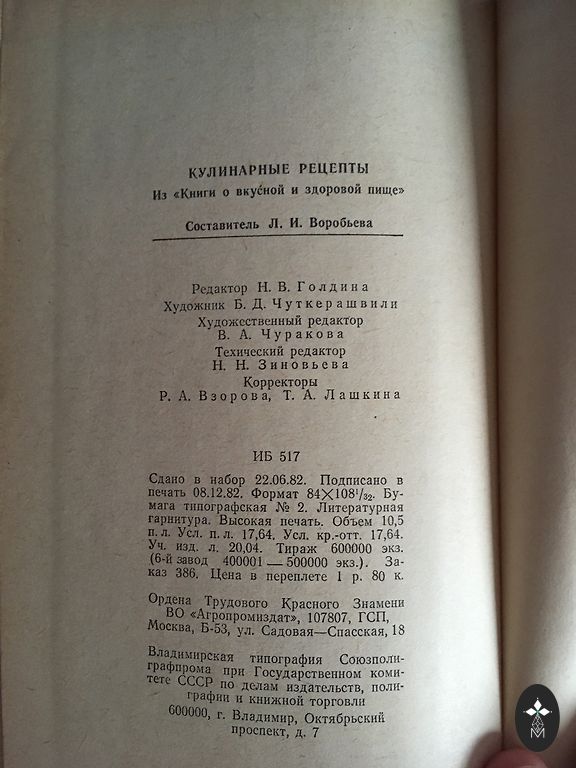 КУЛИНАРНЫЕ РЕЦЕПТЫ
Из «Книги о вкусной и здоровой пище»
Составитель Л. И. Воробьева
Редактор Н. В. Голдина
Художник Б. Д. Чуткерашвили
Художественный редактор
В. А. Чуракова
Технический редактор
Н. Н. Зиновьева
Корректоры
Р. А. Взорова, Т. А. Лашкина
ИБ 517
Сдано в набор 22.06.82. Подписано в
печать 08.12.82. Формат 84×108¹/₃₂. Бу-
мага типографская № 2. Литературная
гарнитура. Высокая печать. Объем 10,5
п. л. Усл. п. л. 17,64. Усл. кр.-отт. 17,64.
Уч. изд. л. 20,04. Тираж 600000 экз.
(6-й завод 400001—500000 экз.). За-
каз 386. Цена в переплете 1 р. 80 к.
Ордена Трудового Красного Знамени
ВО «Агропромиздат», 107807, ГСП,
Москва, Б-53, ул. Садовая—Спасская, 18
Владимирская типография Союзполи-
графпрома при Государственном коми-
тете СССР по делам издательств, поли-
графии и книжной торговли
600000, г. Владимир, Октябрьский
проспект, д. 7
М